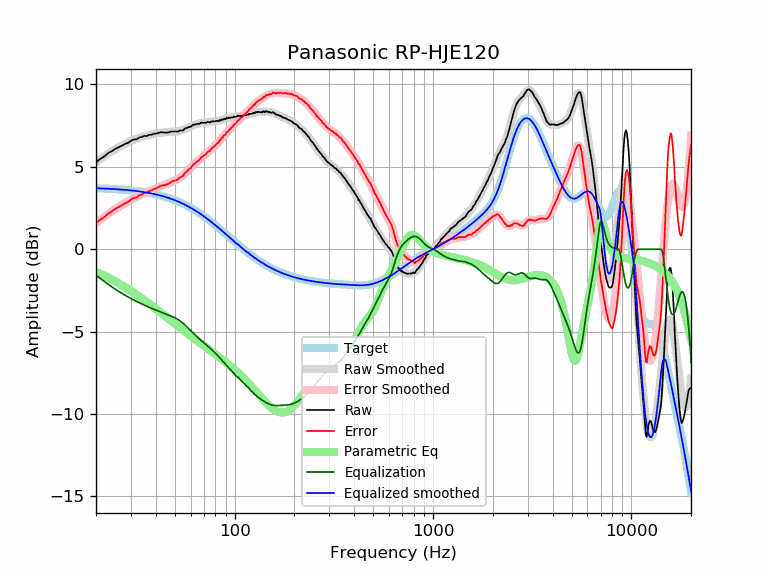 Panasonic RP-HJE120
10
5
0
−5
−10
−15
Amplitude (dBr)
Target
Raw Smoothed
Error Smoothed
Raw
Error
Parametric Eq
Equalization
Equalized smoothed
100
1000
10000
Frequency (Hz)